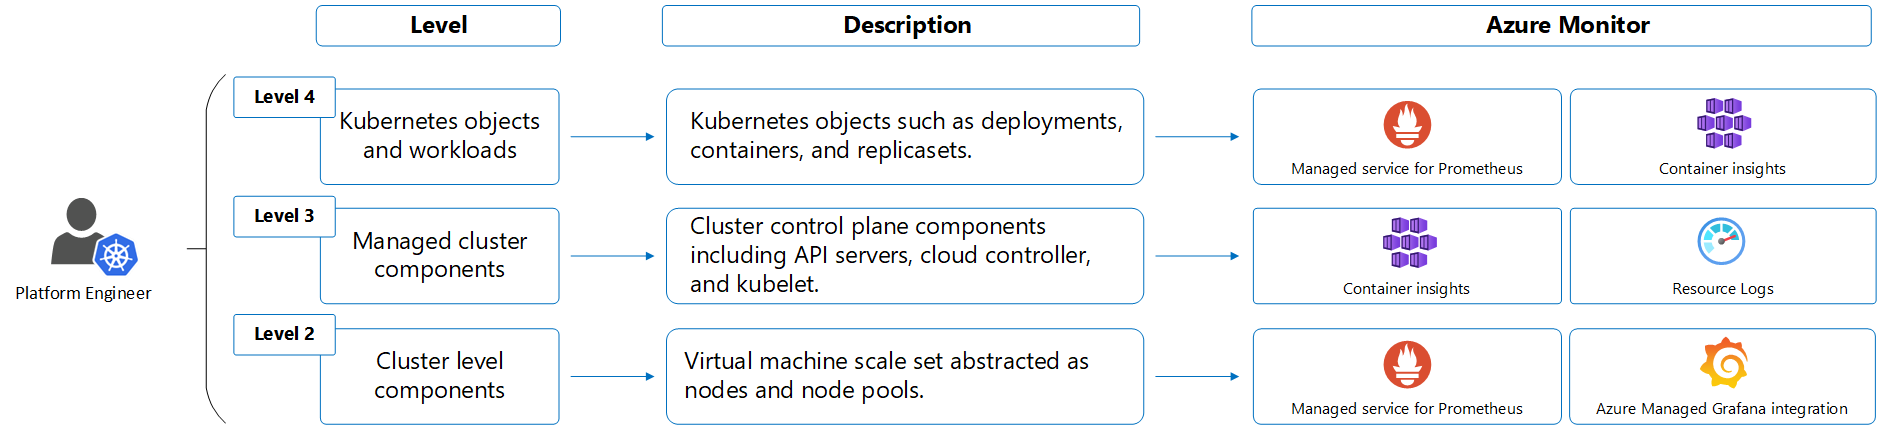 Level
Description
Azure Monitor
Level 4
Kubernetes objects
and workloads
Kubernetes objects such as deployments,
containers, and replicasets.
Managed service for Prometheus
Container insights
Platform Engineer
Level 3
Managed cluster
components
Cluster control plane components
including API servers, cloud controller,
and kubelet.
Container insights
Resource Logs
Level 2
Cluster level
components
Virtual machine scale set abstracted as
nodes and node pools.
Managed service for Prometheus
Azure Managed Grafana integration